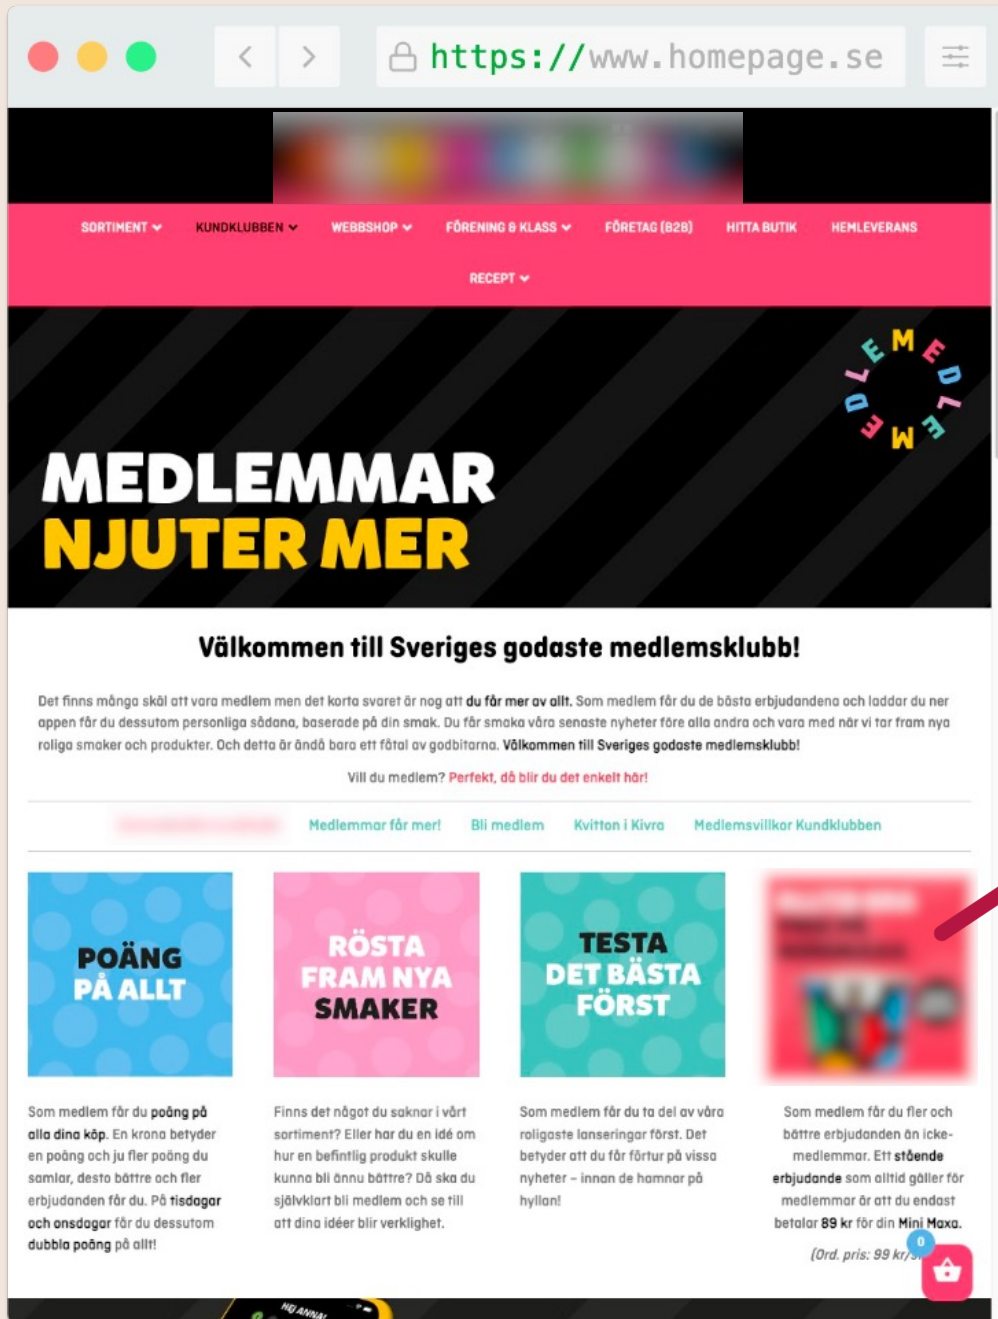 https://www.homepage.se
SORTIMENT KUNDKLUBBEN WEBBSHOP FÖRENING & KLASS FÖRETAG (B2B) HITTA BUTIK HEMLEVERANS
RECEPT
MEDLEMEDLEM
MEDLEMMAR
NJUTER MER
Välkommen till Sveriges godaste medlemsklubb!
Det finns många skäl att vara medlem men det korta svaret är nog att du får mer av allt. Som medlem får du de bästa erbjudandena och laddar du ner
appen får du dessutom personliga sådana, baserade på din smak. Du får smaka våra senaste nyheter före alla andra och vara med när vi tar fram nya
roliga smaker och produkter. Och detta är ändå bara ett fåtal av godbitarna. Välkommen till Sveriges godaste medlemsklubb!
Vill du medlem? Perfekt, då blir du det enkelt här!
Medlemmar får mer! Bli medlem Kvitton i Kivra Medlemsvillkor Kundklubben
POÄNG
PÅ ALLT
Som medlem får du poäng på
alla dina köp. En krona betyder
en poäng och ju fler poäng du
samlar, desto bättre och fler
erbjudanden får du. På tisdagar
och onsdagar får du dessutom
dubbla poäng på allt!
RÖSTA
FRAM NYA
SMAKER
Finns det något du saknar i vårt
sortiment? Eller har du en idé om
hur en befintlig produkt skulle
kunna bli ännu bättre? Då ska du
självklart bli medlem och se till
att dina idéer blir verklighet.
TESTA
DET BÄSTA
FÖRST
Som medlem får du ta del av våra
roligaste lanseringar först. Det
betyder att du får förtur på vissa
nyheter – innan de hamnar på
hyllan!
Som medlem får du fler och
bättre erbjudanden än icke-
medlemmar. Ett stående
erbjudande som alltid gäller för
medlemmar är att du endast
betalar 89 kr för din Mini Maxa.
(Ord. pris: 99 kr/
0
HEJ ANNA!